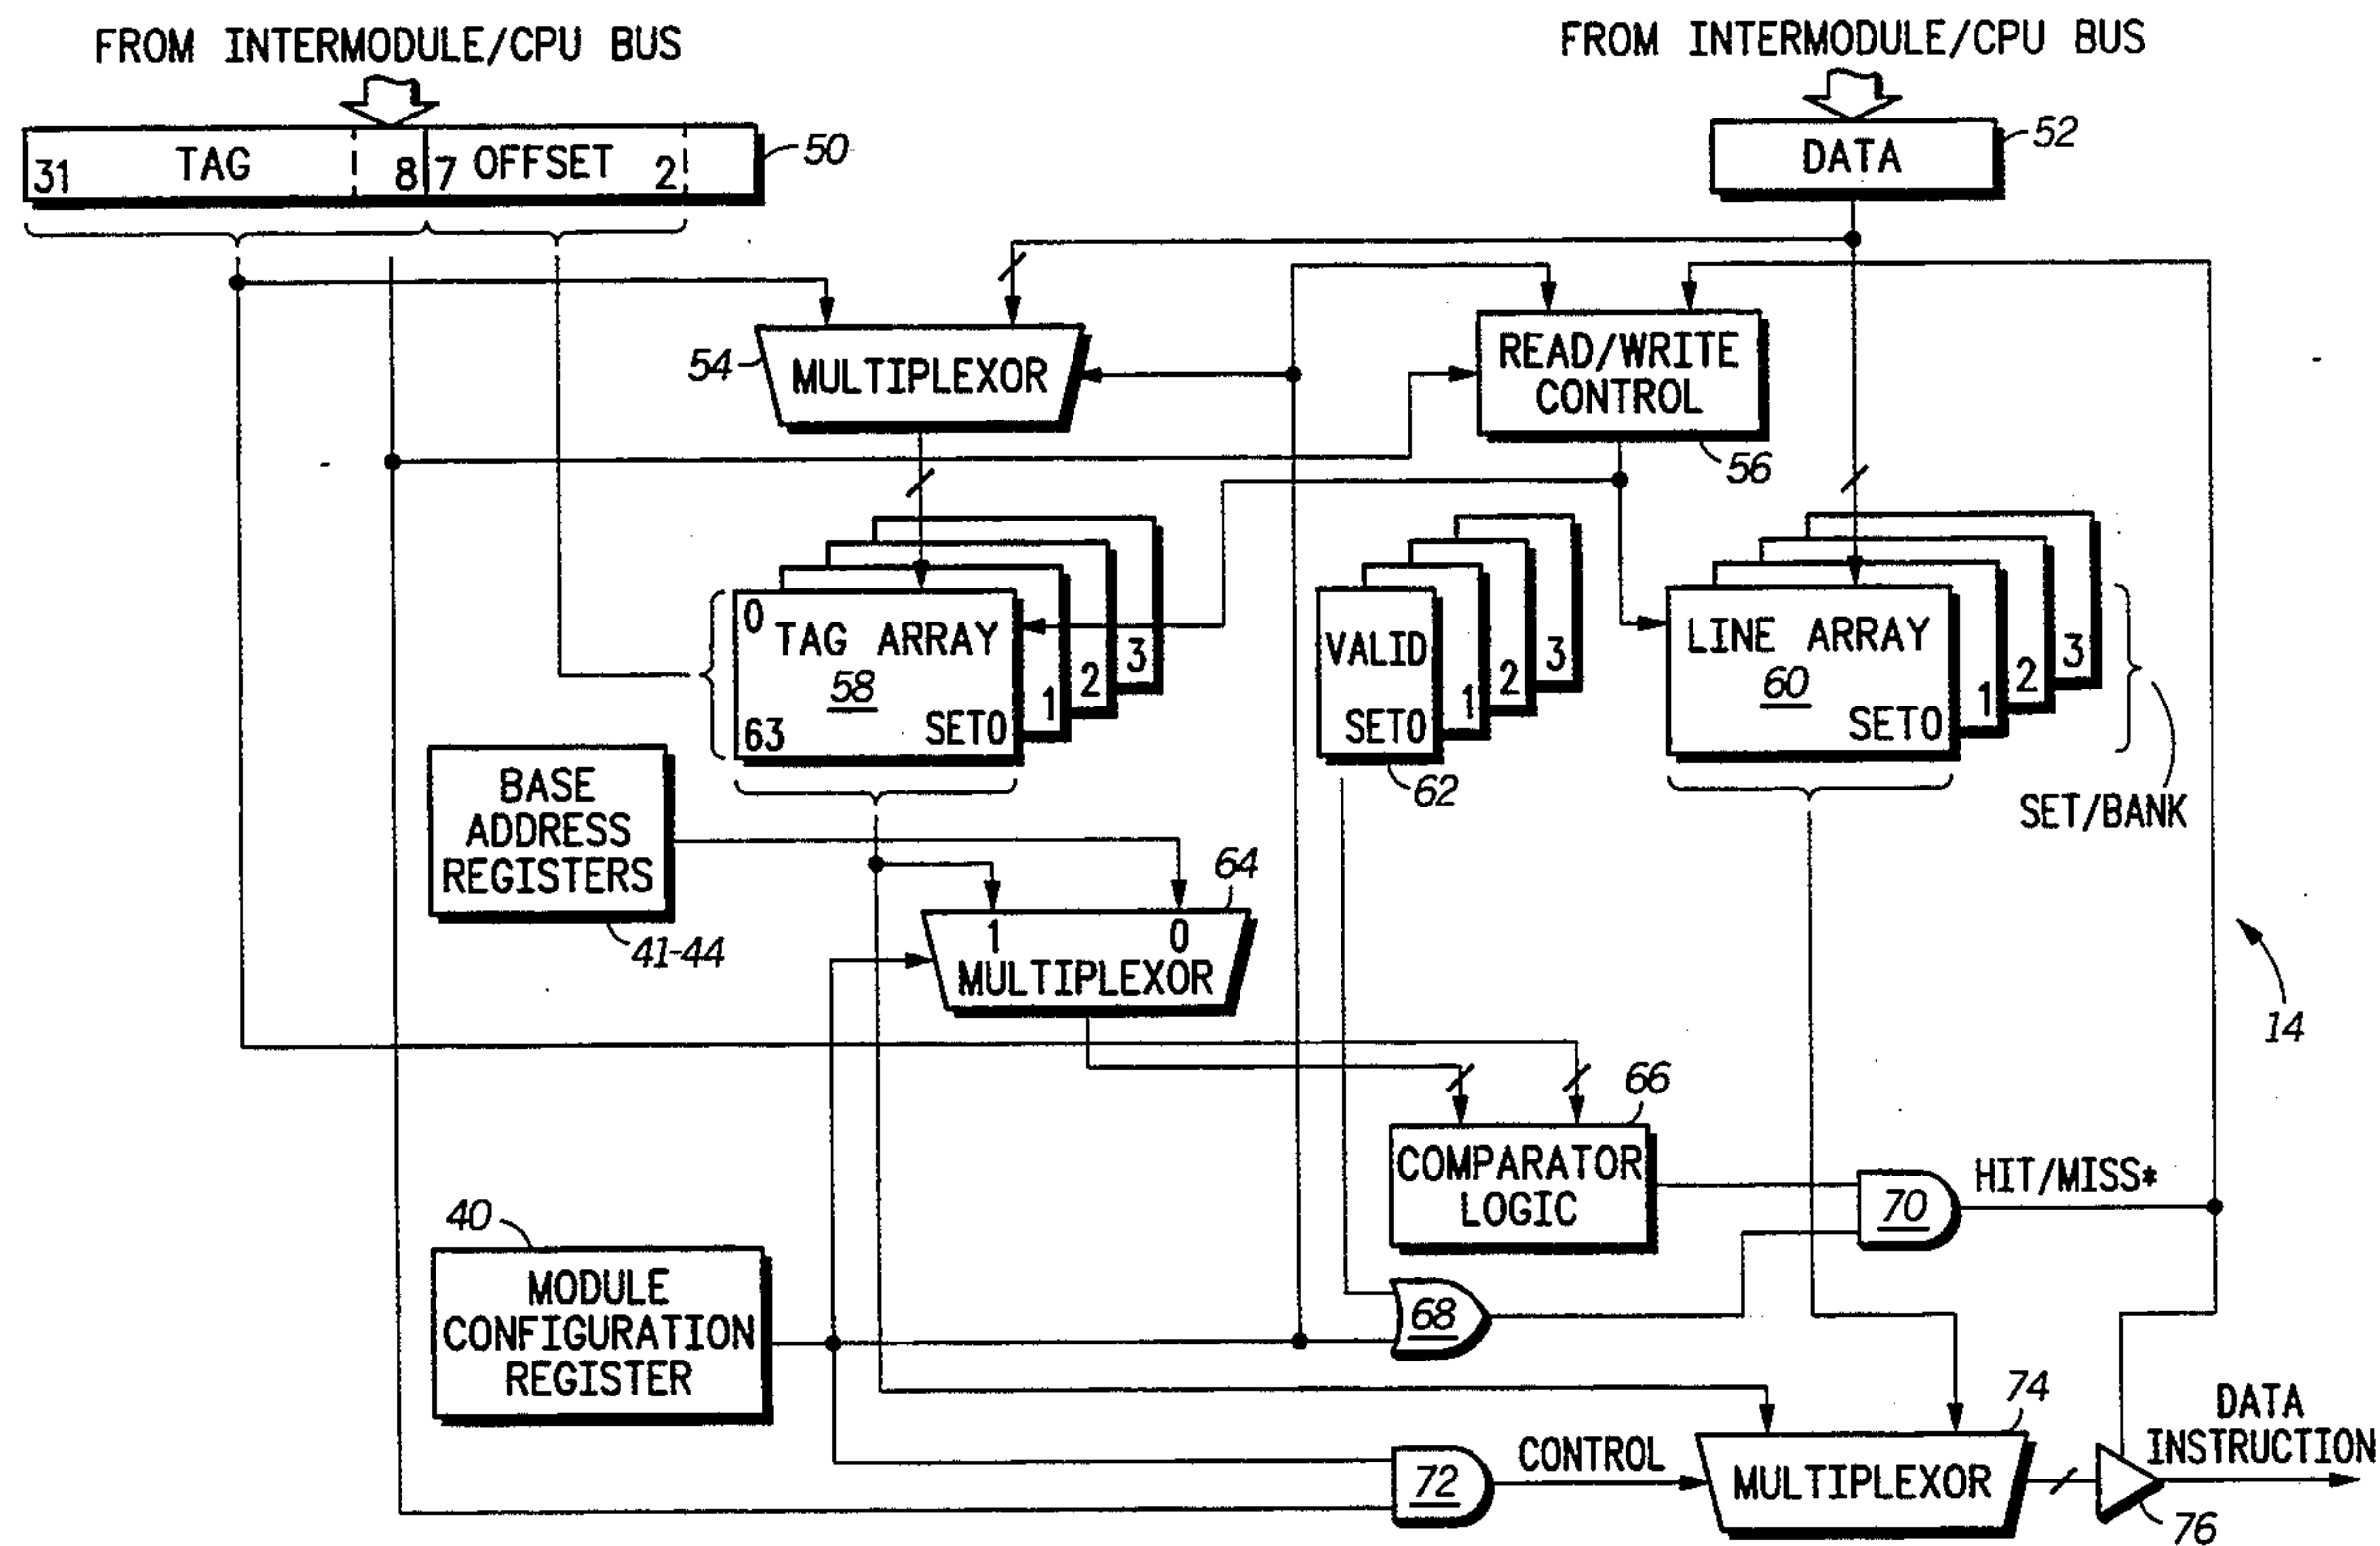 FROM INTERMODULE/CPU BUS
FROM INTERMODULE/CPU BUS
31 TAG 8 7 OFFSET 2
50
DATA
52
54
MULTIPLEXOR
READ/WRITE
CONTROL
56
0
TAG ARRAY
58
63
SET0
1
2
3
VALID
SET0
1
2
3
62
LINE ARRAY
60
SET0
1
2
3
SET/BANK
BASE
ADDRESS
REGISTERS
41-44
64
1 0
MULTIPLEXOR
14
66
COMPARATOR
LOGIC
70
HIT/MISS*
40
MODULE
CONFIGURATION
REGISTER
68
72
CONTROL
74
MULTIPLEXOR
DATA
INSTRUCTION
76